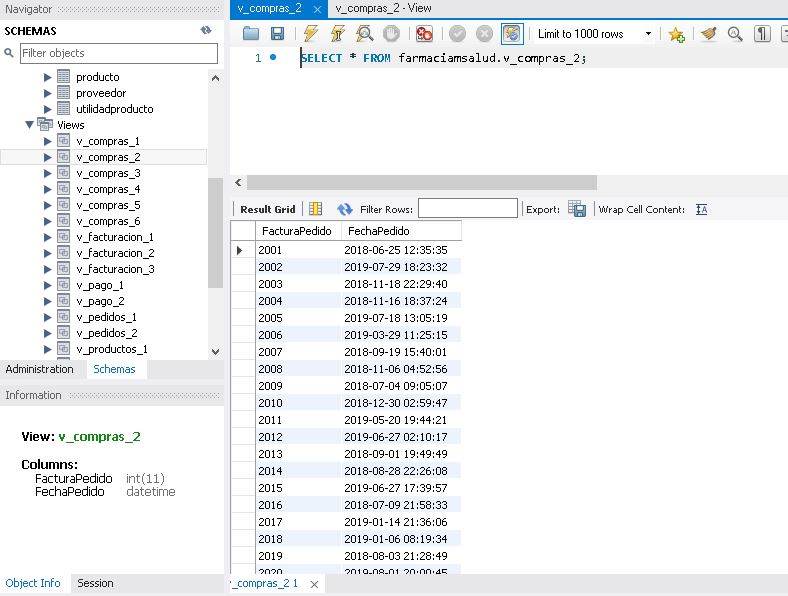 Navigator
SCHEMAS
Filter objects
producto
proveedor
utilidadproducto
Views
v_compras_1
v_compras_2
v_compras_3
v_compras_4
v_compras_5
v_compras_6
v_facturacion_1
v_facturacion_2
v_facturacion_3
v_pago_1
v_pago_2
v_pedidos_1
v_pedidos_2
v_productos_1
Administration Schemas
Information
View: v_compras_2
Columns:
FacturaPedido int(11)
FechaPedido datetime
Object Info Session
v_compras_2 v_compras_2 - View
Limit to 1000 rows
1 SELECT * FROM farmaciamsalud.v_compras_2;
Result Grid Filter Rows: Export: Wrap Cell Content:
FacturaPedido FechaPedido
2001 2018-06-25 12:35:35
2002 2019-07-29 18:23:32
2003 2018-11-18 22:29:40
2004 2018-11-16 18:37:24
2005 2019-07-18 13:05:19
2006 2019-03-29 11:25:15
2007 2018-09-19 15:40:01
2008 2018-11-06 04:52:56
2009 2018-07-04 09:05:07
2010 2018-12-30 02:59:47
2011 2019-05-20 19:44:21
2012 2019-06-27 02:10:17
2013 2018-09-01 19:49:49
2014 2018-08-28 22:26:08
2015 2019-06-27 17:39:57
2016 2018-07-09 21:58:33
2017 2019-01-14 21:36:06
2018 2019-01-06 08:19:34
2019 2018-08-03 21:28:49
2020 2019-08-01 20:00:45
v_compras_2 1